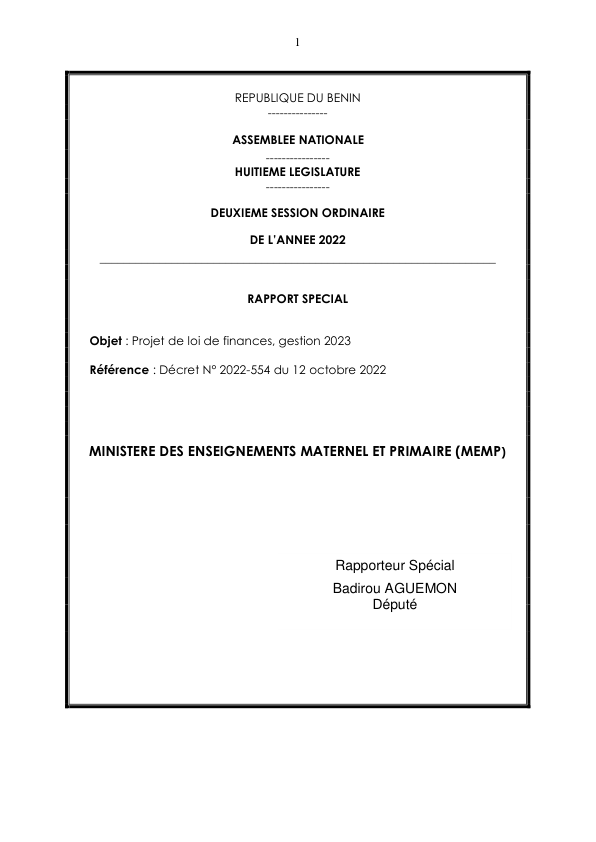 1
REPUBLIQUE DU BENIN
---------------
ASSEMBLEE NATIONALE
----------------
HUITIEME LEGISLATURE
----------------
DEUXIEME SESSION ORDINAIRE
DE L'ANNEE 2022
RAPPORT SPECIAL
Objet : Projet de loi de finances, gestion 2023
Référence : Décret N° 2022-554 du 12 octobre 2022
MINISTERE DES ENSEIGNEMENTS MATERNEL ET PRIMAIRE (MEMP)
Rapporteur Spécial
Badirou AGUEMON
Député